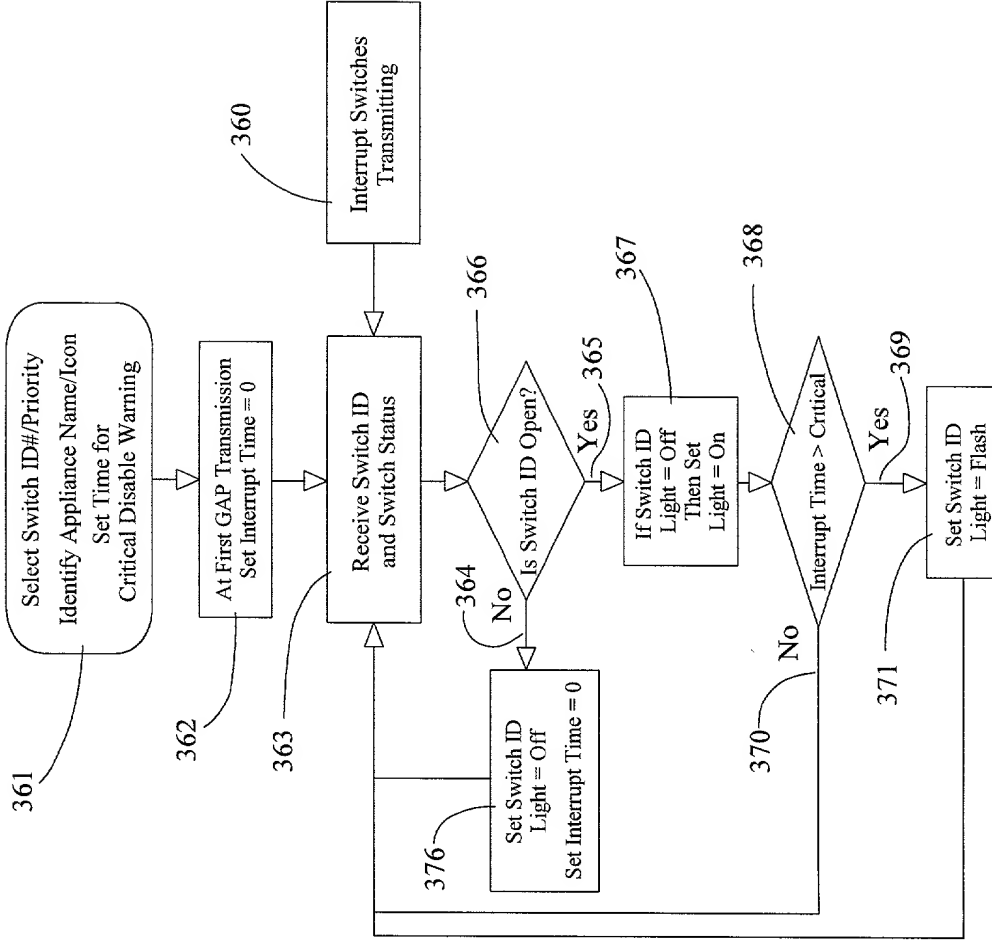 361
Select Switch ID#/Priority
Identify Appliance Name/Icon
Set Time for
Critical Disable Warning
362
At First GAP Transmission
Set Interrupt Time = 0
360
Interrupt Switches
Transmitting
363
Receive Switch ID
and Switch Status
366
Is Switch ID Open?
364
No
365
Yes
376
Set Switch ID
Light = Off
Set Interrupt Time = 0
367
If Switch ID
Light = Off
Then Set
Light = On
368
Interrupt Time > Critical
370
No
369
Yes
371
Set Switch ID
Light = Flash